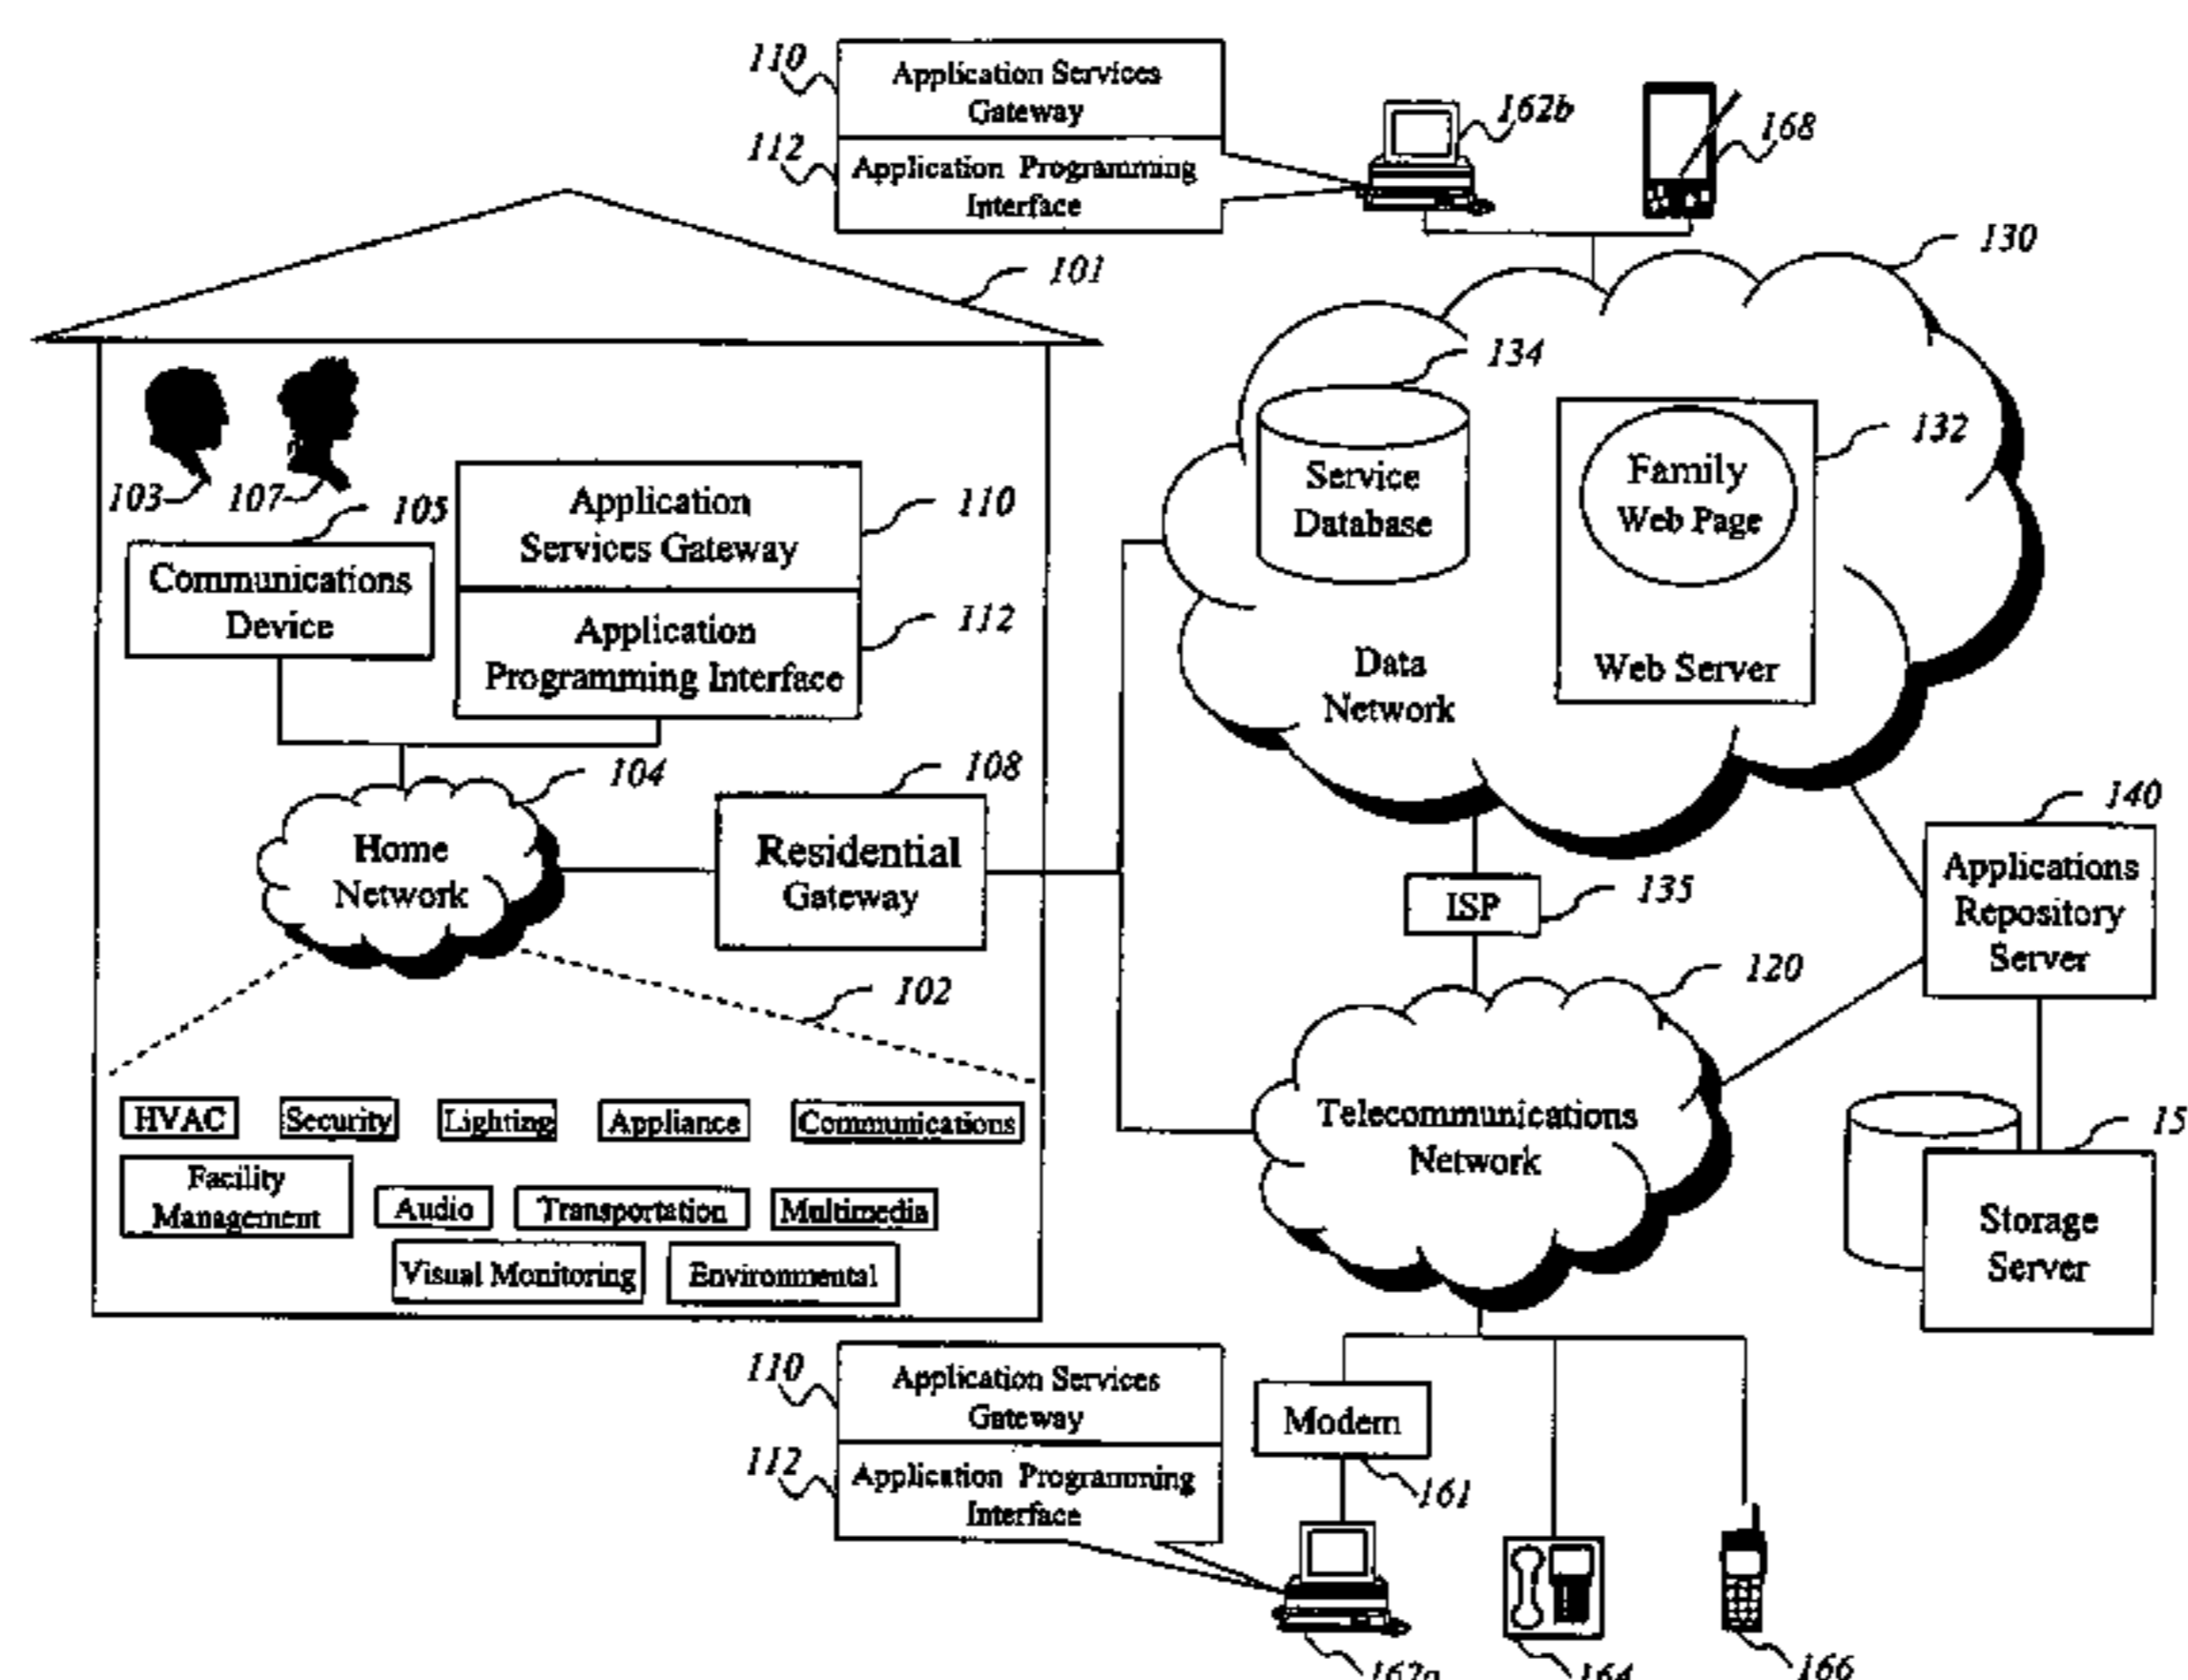 110
Application Services
Gateway
112
Application Programming
Interface
162b
168
130
101
134
132
Service
Database
Family
Web Page
Web Server
Data
Network
103
107
105
Communications
Device
Application
Services Gateway
110
Application
Programming Interface
112
104
Home
Network
108
Residential
Gateway
102
ISP
135
140
Applications
Repository
Server
120
Telecommunications
Network
15
Storage
Server
HVAC
Security
Lighting
Appliance
Communications
Facility
Management
Audio
Transportation
Multimedia
Visual Monitoring
Environmental
110
Application Services
Gateway
112
Application Programming
Interface
Modem
161
162a
164
166